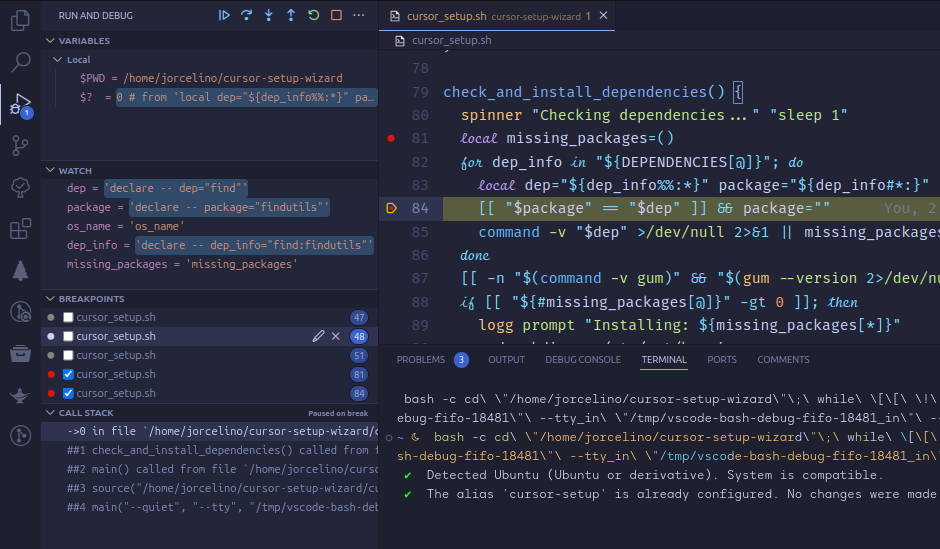 RUN AND DEBUG
VARIABLES
Local
$PWD = /home/jorcelino/cursor-setup-wizard
$? = 0 # from 'local dep="${dep_info%%:*}" pa…
WATCH
dep = 'declare -- dep="find"'
package = 'declare -- package="findutils"'
os_name = 'os_name'
dep_info = 'declare -- dep_info="find:findutils"'
missing_packages = 'missing_packages'
BREAKPOINTS
cursor_setup.sh 47
cursor_setup.sh 48
cursor_setup.sh 51
cursor_setup.sh 81
cursor_setup.sh 84
CALL STACK Paused on break
->0 in file `/home/jorcelino/cursor-setup-wizard/c
##1 check_and_install_dependencies() called from f
##2 main() called from file `/home/jorcelino/curso
##3 source("/home/jorcelino/cursor-setup-wizard/cu
##4 main("--quiet", "--tty", "/tmp/vscode-bash-deb
1
cursor_setup.sh cursor-setup-wizard 1
cursor_setup.sh
78
79 check_and_install_dependencies() {
80 spinner "Checking dependencies..." "sleep 1"
81 local missing_packages=()
82 for dep_info in "${DEPENDENCIES[@]}"; do
83 local dep="${dep_info%%:*}" package="${dep_info#*:}"
84 [[ "$package" == "$dep" ]] && package="" You, 2
85 command -v "$dep" >/dev/null 2>&1 || missing_packages
86 done
87 [[ -n "$(command -v gum)" && "$(gum --version 2>/dev/nu
88 if [[ "${#missing_packages[@]}" -gt 0 ]]; then
89 logg prompt "Installing: ${missing_packages[*]}"
PROBLEMS 3 OUTPUT DEBUG CONSOLE TERMINAL PORTS COMMENTS
bash -c cd\ \"/home/jorcelino/cursor-setup-wizard\"\;\ while\ \[\[\ \!\
ebug-fifo-18481\"\ --tty_in\ \"/tmp/vscode-bash-debug-fifo-18481_in\"\ --
~ bash -c cd\ \"/home/jorcelino/cursor-setup-wizard\"\;\ while\ \[\[\
sh-debug-fifo-18481\"\ --tty_in\ \"/tmp/vscode-bash-debug-fifo-18481_in\"\
✔ Detected Ubuntu (Ubuntu or derivative). System is compatible.
✔ The alias 'cursor-setup' is already configured. No changes were made